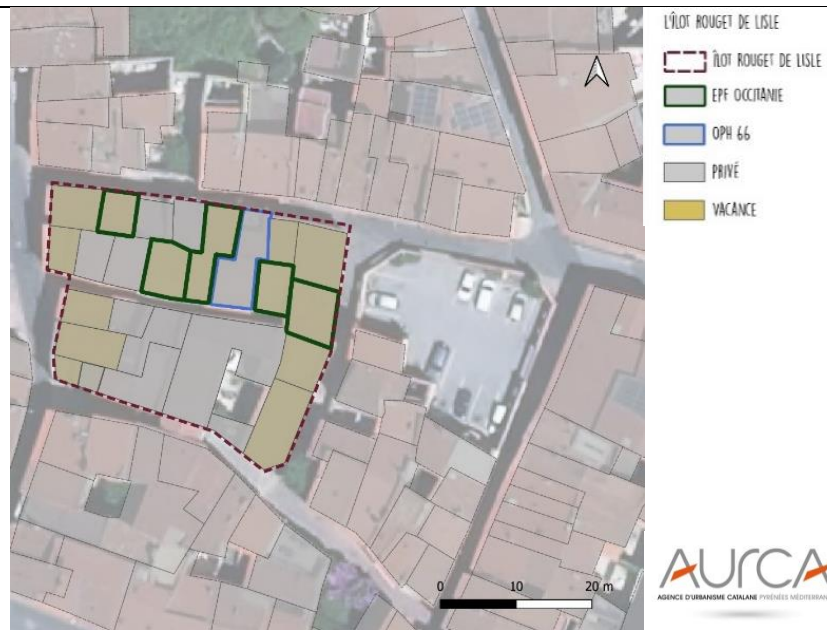 L'ÎLOT ROUGET DE LISLE
ÎLOT ROUGET DE LISLE
EPF OCCITANIE
OPH 66
PRIVÉ
VACANCE
0 10 20 m
AURCA
AGENCE D'URBANISME CATALANE PYRÉNÉES